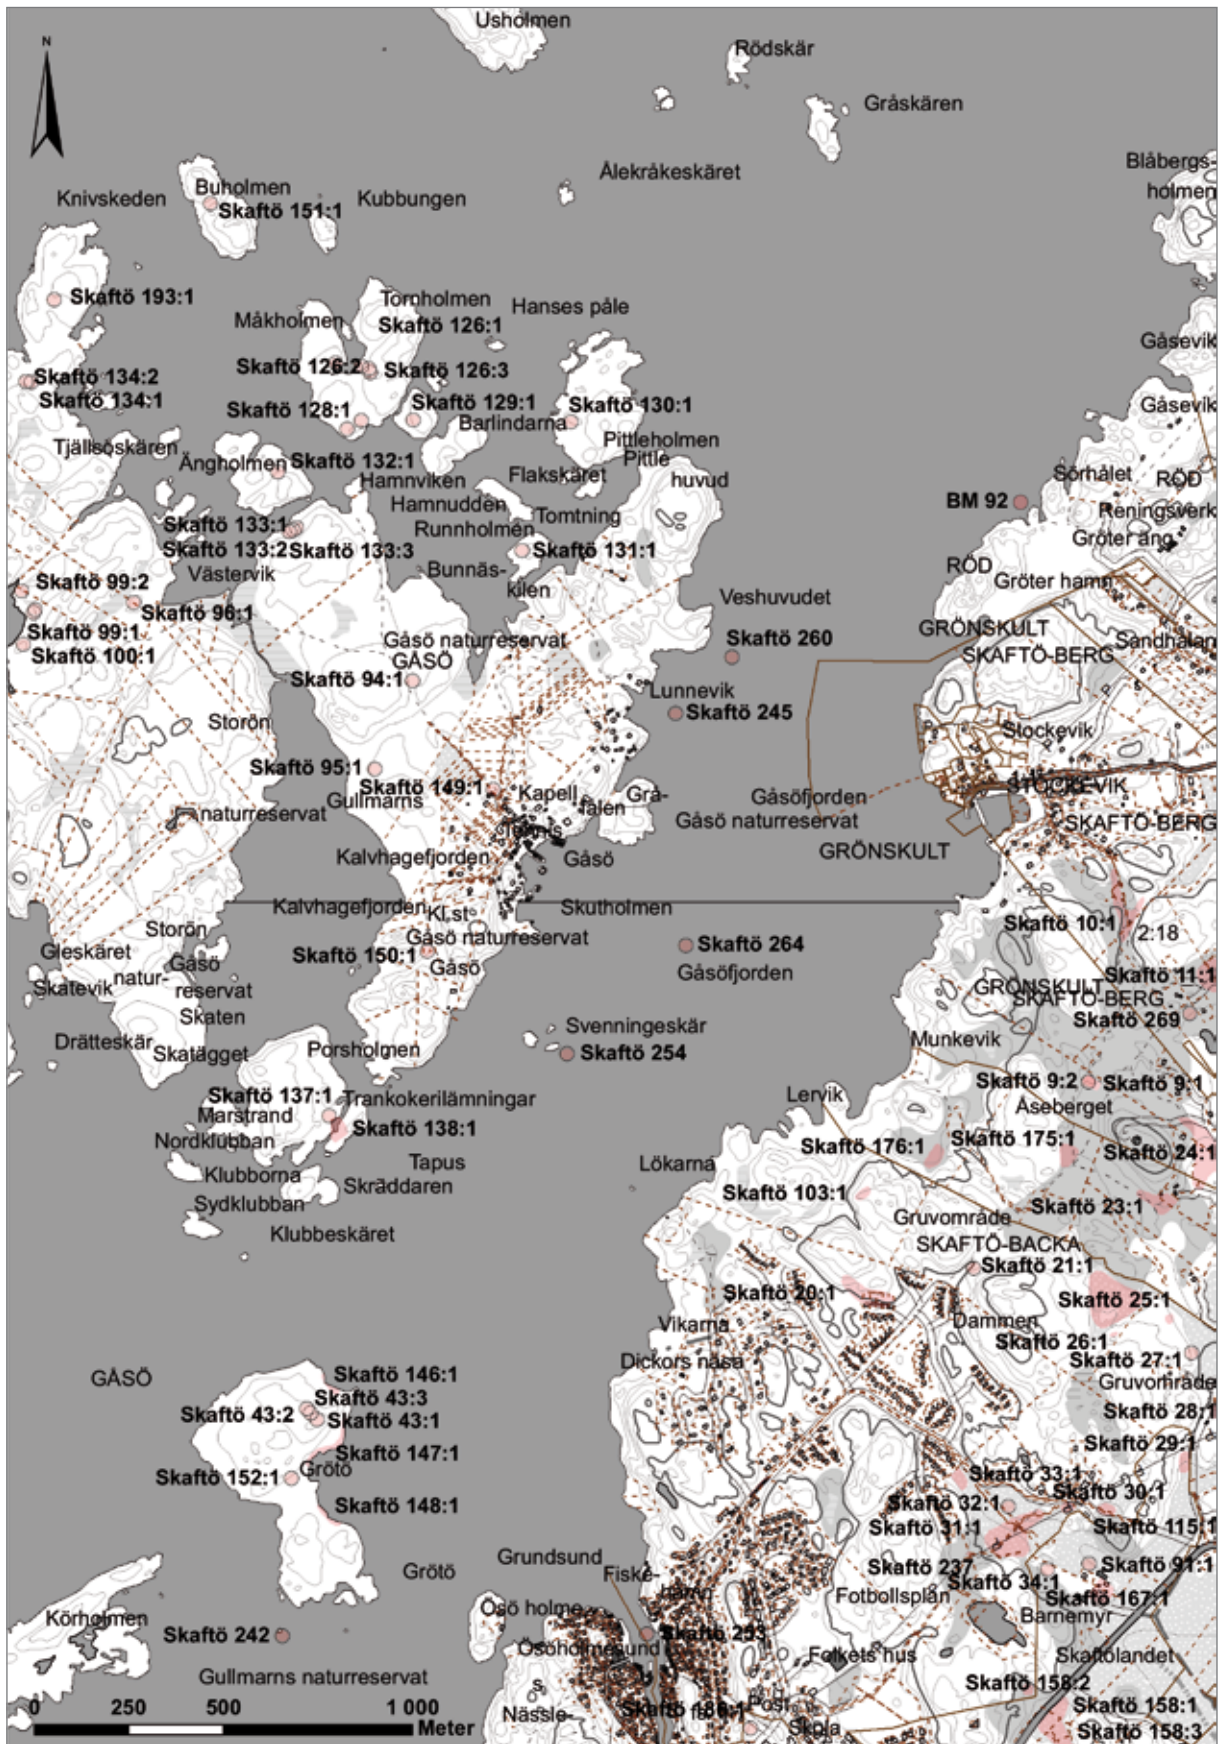 Usholmen
N
Rödskär
Gråskären
Blåbergs-
holmen
Ålekråkeskäret
Buholmen
Knivskeden
Kubbungen
Skaftö 151:1
Skaftö 193:1
Tornholmen
Hanses påle
Måkholmen
Skaftö 126:1
Gåsevik
Skaftö 126:2
Skaftö 126:3
Skaftö 134:2
Skaftö 134:1
Skaftö 128:1
Skaftö 129:1
Skaftö 130:1
Gåsevik
Barlindarna
Tjällsöskären
Pittleholmen
Pittle
huvud
Ängholmen
Skaftö 132:1
Hamnviken
Flakskäret
Sörhålet
RÖD
Hamnudden
BM 92
Reningsverk
Skaftö 133:1
Runnholmen
Tomtning
Gröter äng
Skaftö 133:2
Skaftö 133:3
Skaftö 131:1
Västervik
Bunnäs-
kilen
RÖD
Gröter hamn
Skaftö 99:2
Skaftö 96:1
Veshuvudet
Skaftö 99:1
Skaftö 100:1
Gåsö naturreservat
GÅSÖ
Skaftö 260
GRÖNSKULT
SKAFTÖ-BERG
Sandhålan
Skaftö 94:1
Lunnevik
Skaftö 245
Storön
Stockevik
Skaftö 95:1
Skaftö 149:1
Gullmarns
naturreservat
Kapell
Tennis
Grå-
Talen
Gåsöfjorden
STOCKEVIK
Gåsö naturreservat
SKAFTÖ-BERG
Kalvhagefjorden
Gåsö
GRÖNSKULT
Kalvhagefjorden
Kl.st
Skutholmen
Skaftö 10:1
Storön
Gåsö naturreservat
2:18
Gleskäret
Skaftö 150:1
Gåsö
Skaftö 264
Gåsöfjorden
Skatevik
natur-
Gåsö
reservat
Skaftö 11:1
GRÖNSKULT
SKAFTÖ-BERG
Skaten
Svenningeskär
Skaftö 269
Drätteskär
Skatägget
Porsholmen
Skaftö 254
Munkevik
Skaftö 137:1
Trankokerilämningar
Lervik
Skaftö 9:2
Skaftö 9:1
Åseberget
Marstrand
Skaftö 138:1
Nordklubban
Skaftö 176:1
Skaftö 175:1
Skaftö 24:1
Tapus
Lökarna
Klubborna
Skräddaren
Skaftö 103:1
Sydklubban
Skaftö 23:1
Klubbeskäret
Gruvområde
SKAFTÖ-BACKA
Skaftö 21:1
Skaftö 20:1
Skaftö 25:1
Vikarna
Dammen
Skaftö 26:1
Dickors näsa
Skaftö 27:1
GÅSÖ
Skaftö 146:1
Gruvområde
Skaftö 43:3
Skaftö 43:2
Skaftö 43:1
Skaftö 28:1
Skaftö 29:1
Skaftö 147:1
Skaftö 152:1
Grötö
Skaftö 33:1
Skaftö 30:1
Skaftö 148:1
Skaftö 32:1
Skaftö 31:1
Skaftö 115:1
Grundsund
Grötö
Fiske-
hamn
Skaftö 237
Skaftö 91:1
Skaftö 34:1
Fotbollsplan
Skaftö 167:1
Barnemyr
Ösö holme
Körholmen
Skaftö 242
Skaftö 253
Ösöholmesund
Folkets hus
Skaftölandet
Gullmarns naturreservat
Skaftö 158:2
Skaftö 186:1
Post
Skola
Nässle-
Skaftö 158:1
Skaftö 158:3
0 250 500 1 000
Meter